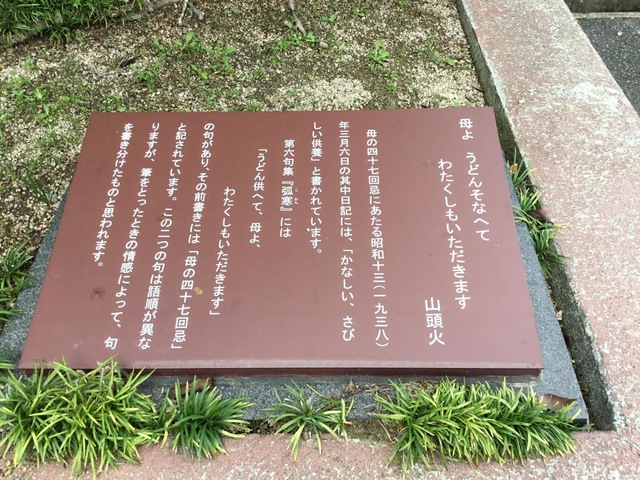 母よ　うどんそなへて
わたくしもいただきます
山頭火
母の四十七回忌にあたる昭和十三(一九三八)
年三月六日の其中日記には、「かなしい、さび
しい供養」と書かれています。
第六句集『孤寒』には
こかん
「うどん供へて、母よ、
わたくしもいただきます」
の句があり、その前書きには「母の四十七回忌」
と記されています。この二つの句は語順が異な
りますが、筆をとったときの情感によって、句
を書き分けたものと思われます。